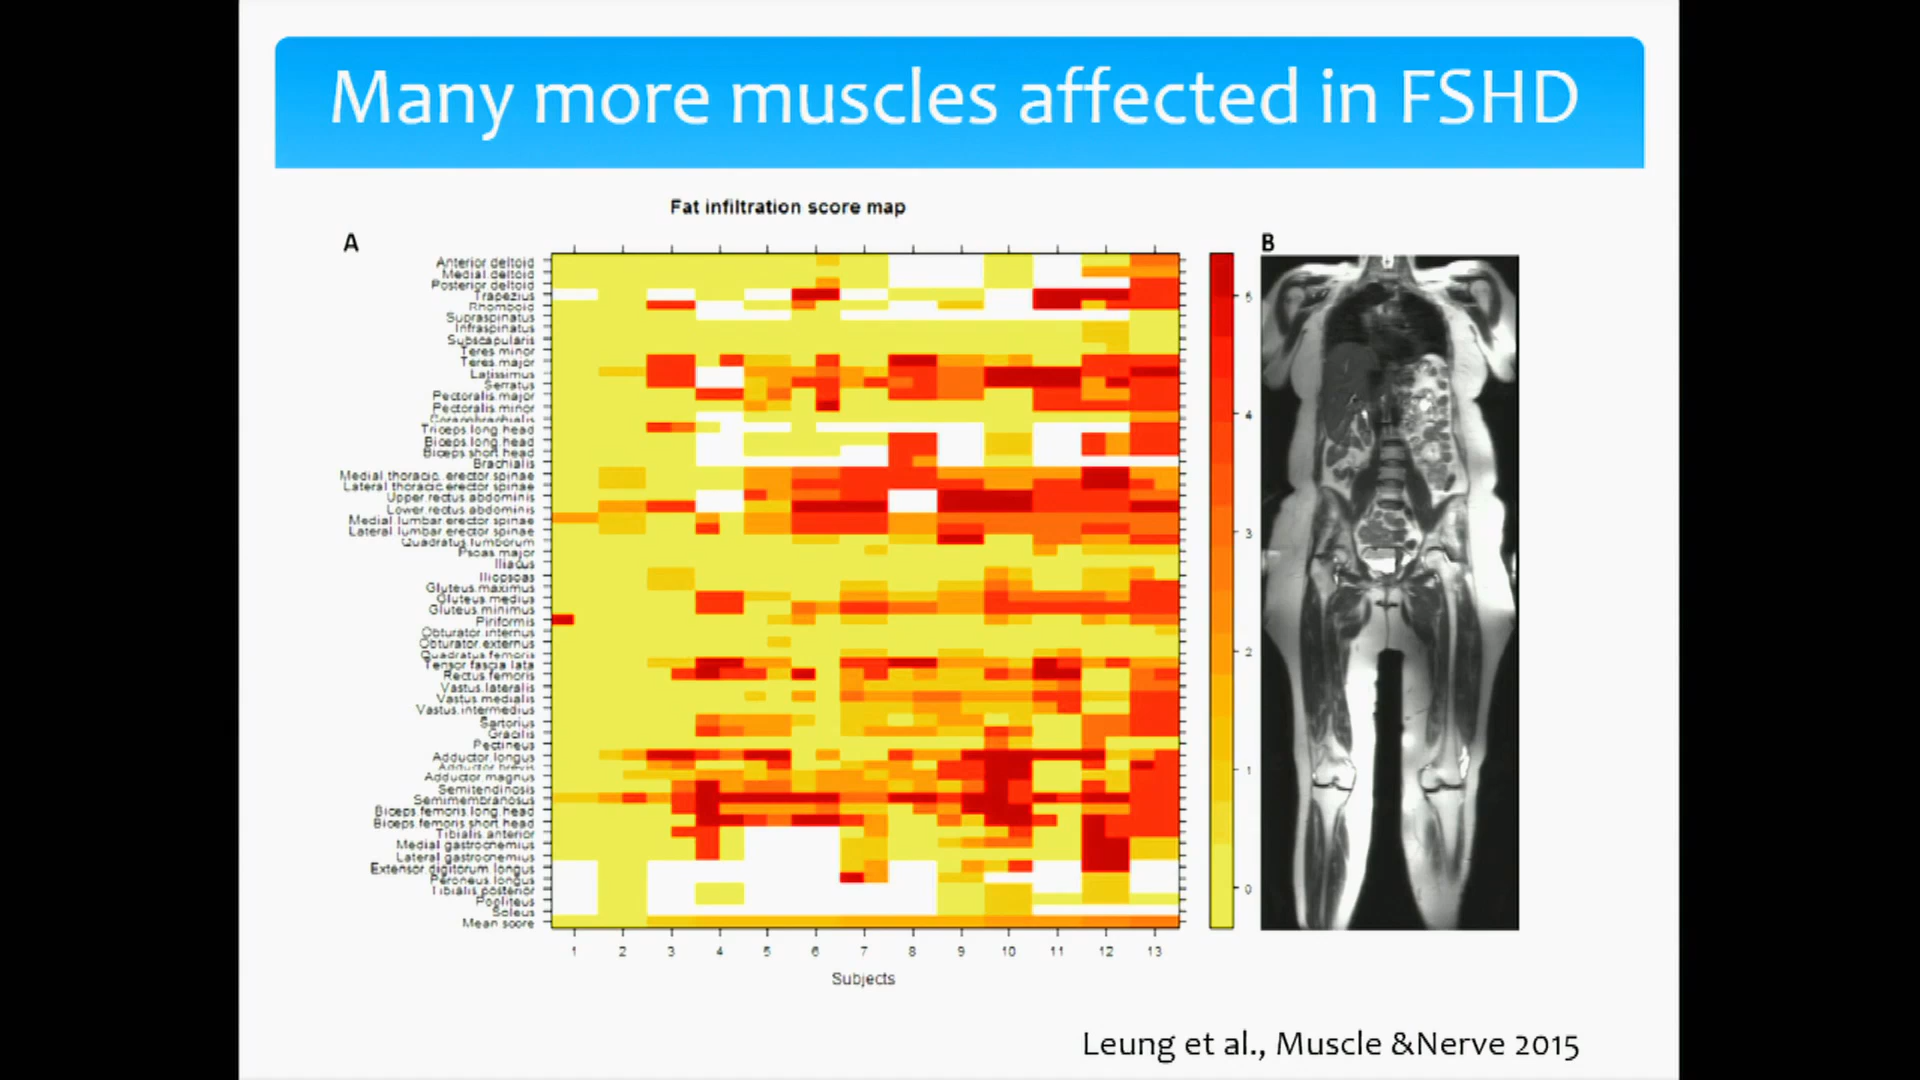 Many more muscles affected in FSHD
Fat infiltration score map
A
B
Anterior deltoid
Medial deltoid
Posterior deltoid
Trapezius
Rhomboid
Supraspinatus
Infraspinatus
Subscapularis
Teres minor
Teres.major
Latissimus
Serratus
Pectoralis.major
Pectoralis minor
Coracobrachialis
Triceps long head
Biceps long.head
Biceps short head
Brachialis
Medial thoracic. erector spinae
Lateral thoracic.erector spinae
Upper rectus abdominis
Lower rectus abdominis
Medial lumbar erector spinae
Lateral lumbar erector spinae
Quadratus lumborum
Psoas major
Iliacus
Iliopsoas
Gluteus.maximus
Gluteus medius
Gluteus minimus
Piriformis
Obturator internus
Obturator externus
Quadratus femoris
Tensor fascia lata
Rectus femoris
Vastus.lateralis
Vastus medialis
Vastus.intermedius
Sartorius
Gracilis
Pectineus
Adductor longus
Adductor brevis
Adductor magnus
Semitendinosis
Semimembranosus
Biceps.femoris.long.head
Biceps femoris short head
Tibialis.anterior
Medial gastrocnemius
Lateral gastrocnemius
Extensor.digitorum longus
Peroneus.longus
Tibialis posterior
Popliteus
Soleus
Mean score
5
4
3
2
1
0
1 2 3 4 5 6 7 8 9 10 11 12 13
Subjects
Leung et al., Muscle &Nerve 2015